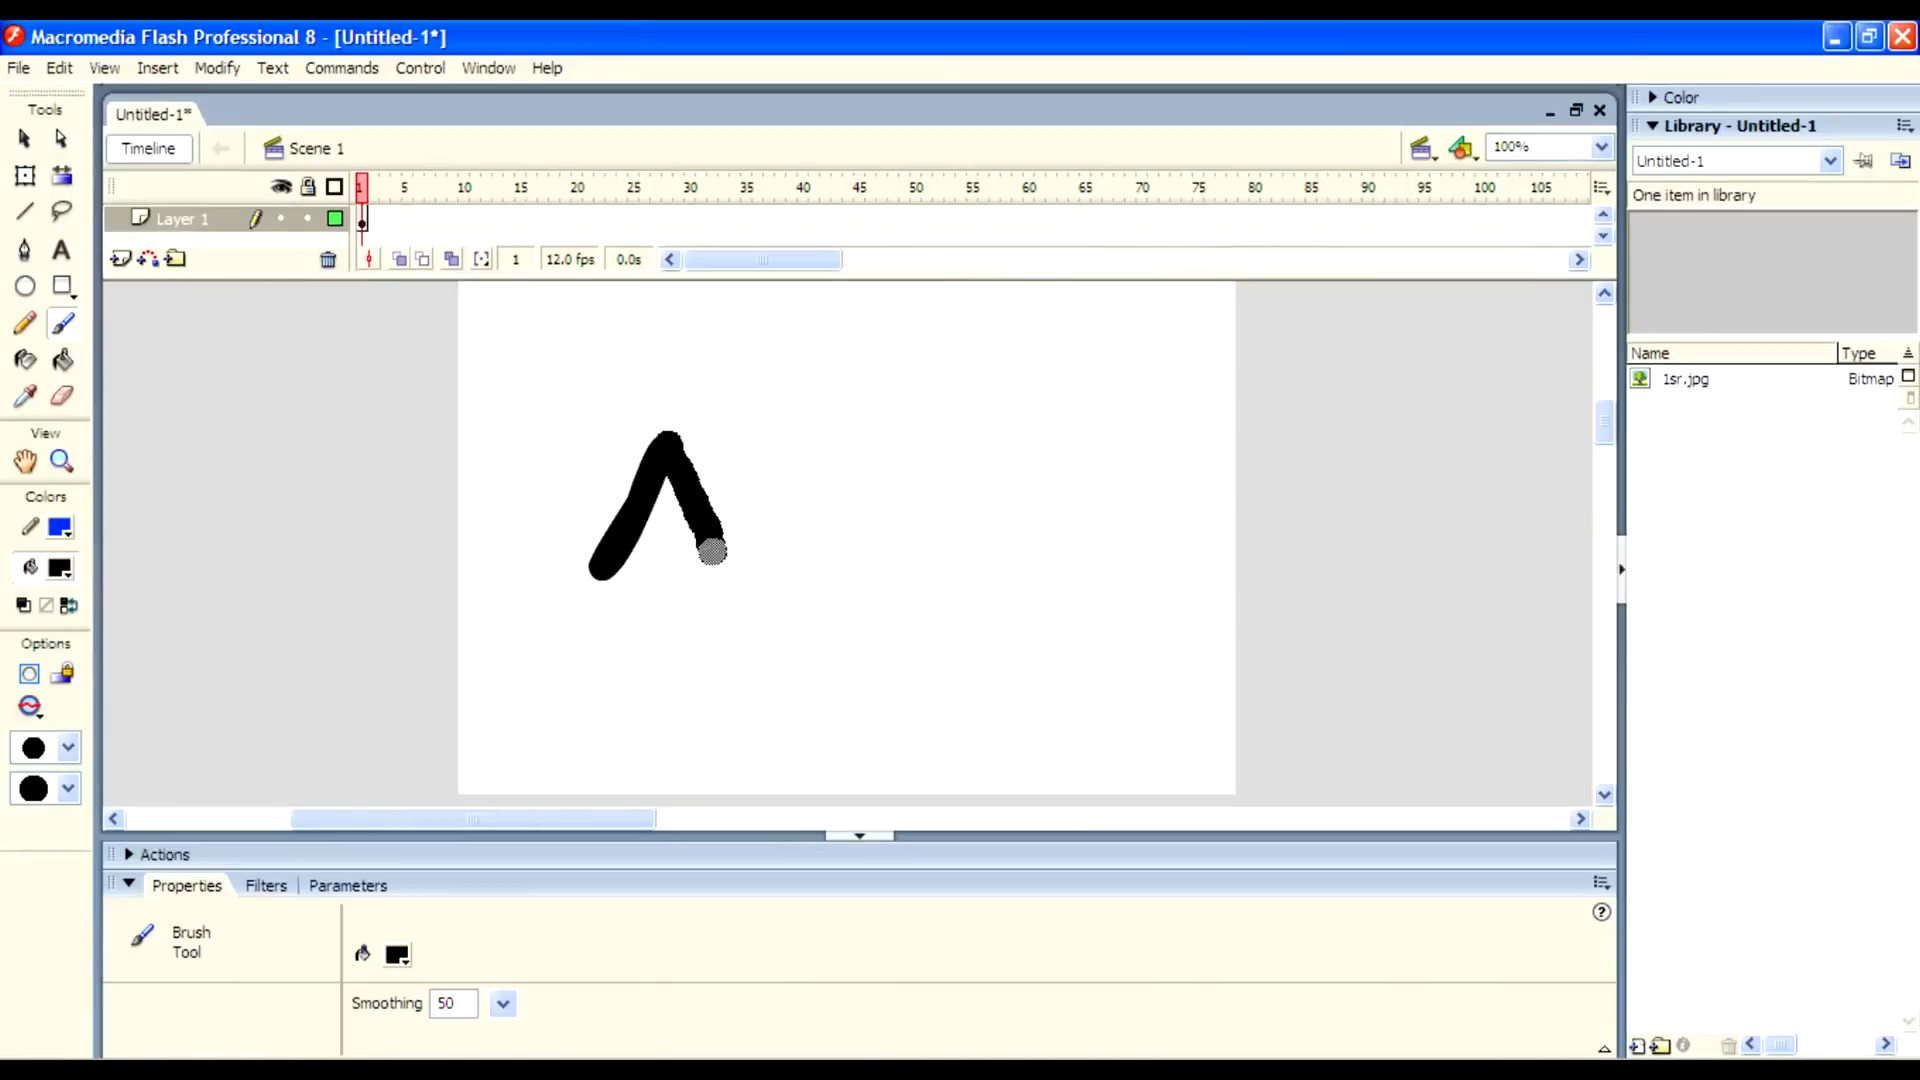 Macromedia Flash Professional 8 - [Untitled-1*]
File Edit View Insert Modify Text Commands Control Window Help
Tools
Untitled-1*
Timeline
Scene 1
100%
1 5 10 15 20 25 30 35 40 45 50 55 60 65 70 75 80 85 90 95 100 105
Layer 1
1 12.0 fps 0.0s
A
View
Colors
Options
Color
Library - Untitled-1
Untitled-1
One item in library
Name Type
1sr.jpg Bitmap
Actions
Properties Filters Parameters
Brush
Tool
Smoothing 50